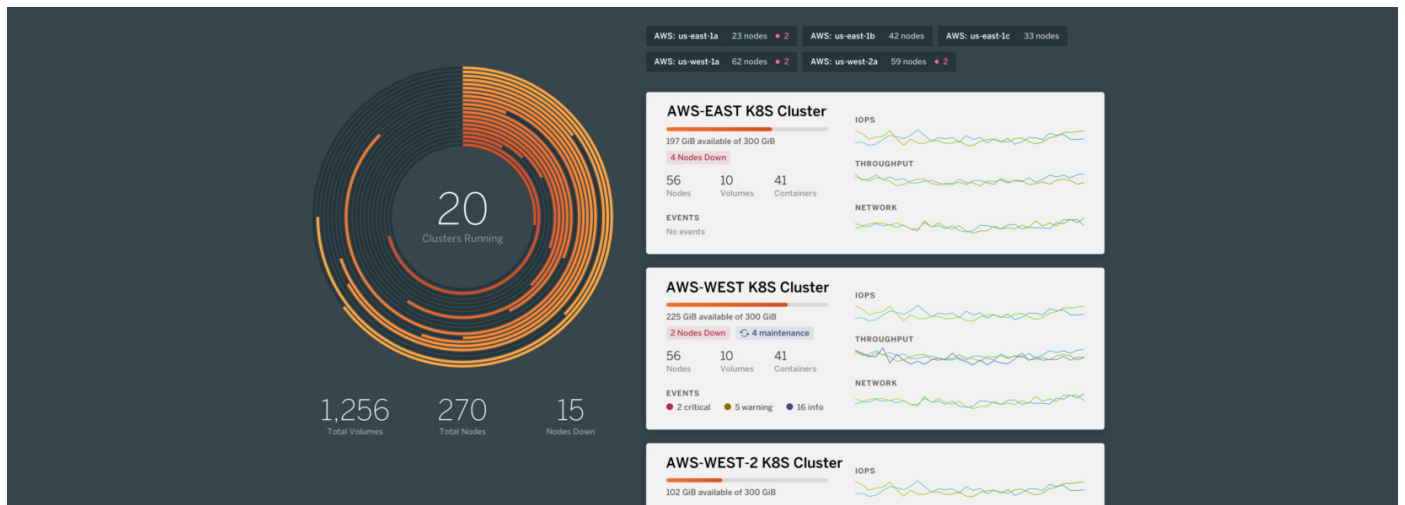 AWS: us-east-1a 23 nodes 2 AWS: us-east-1b 42 nodes AWS: us-east-1c 33 nodes
AWS: us-west-1a 62 nodes 2 AWS: us-west-2a 59 nodes 2
20
Clusters Running
1,256 270 15
Total Volumes Total Nodes Nodes Down
AWS-EAST K8S Cluster
197 GiB available of 300 GiB
4 Nodes Down
56 10 41
Nodes Volumes Containers
EVENTS
No events
IOPS
THROUGHPUT
NETWORK
AWS-WEST K8S Cluster
225 GiB available of 300 GiB
2 Nodes Down 4 maintenance
56 10 41
Nodes Volumes Containers
EVENTS
2 critical 5 warning 16 info
IOPS
THROUGHPUT
NETWORK
AWS-WEST-2 K8S Cluster
102 GiB available of 300 GiB
IOPS